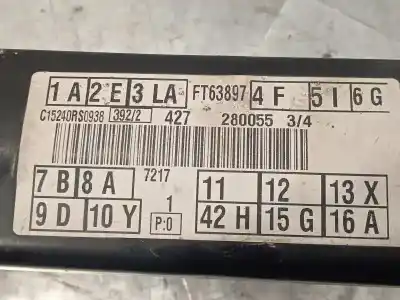 1 A 2 E 3 LA FT63897 4 F 5 I 6 G
C15240RS0938 392/2 427 280055 3/4
7 B 8 A 7217 11 12 13 X
9 D 10 Y 1 P:0 42 H 15 G 16 A